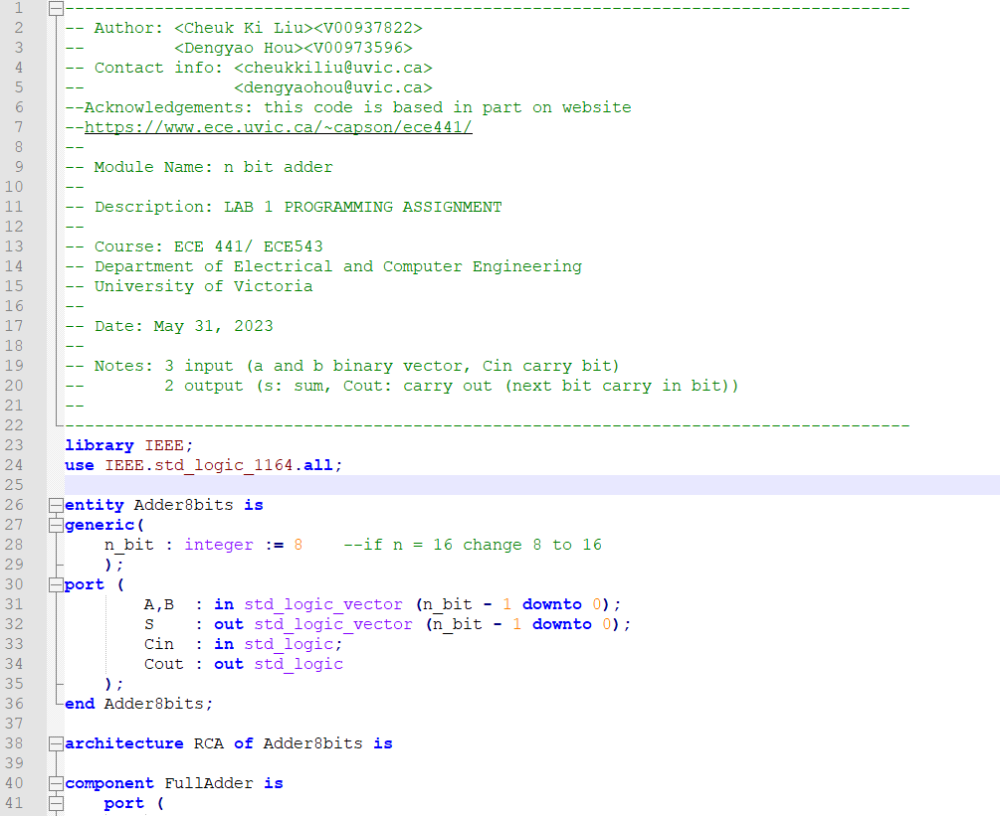 1 --------------------------------------------------------------------------------------
2 -- Author: <Cheuk Ki Liu><V00937822>
3 --         <Dengyao Hou><V00973596>
4 -- Contact info: <cheukkiliu@uvic.ca>
5 --               <dengyaohou@uvic.ca>
6 --Acknowledgements: this code is based in part on website
7 --https://www.ece.uvic.ca/~capson/ece441/
8 --
9 -- Module Name: n bit adder
10 --
11 -- Description: LAB 1 PROGRAMMING ASSIGNMENT
12 --
13 -- Course: ECE 441/ ECE543
14 -- Department of Electrical and Computer Engineering
15 -- University of Victoria
16 --
17 -- Date: May 31, 2023
18 --
19 -- Notes: 3 input (a and b binary vector, Cin carry bit)
20 --        2 output (s: sum, Cout: carry out (next bit carry in bit))
21 --
22 -------------------------------------------------------------------------------------
23 library IEEE;
24 use IEEE.std_logic_1164.all;
25
26 entity Adder8bits is
27 generic(
28     n_bit : integer := 8    --if n = 16 change 8 to 16
29     );
30 port (
31         A,B  : in std_logic_vector (n_bit - 1 downto 0);
32         S    : out std_logic_vector (n_bit - 1 downto 0);
33         Cin  : in std_logic;
34         Cout : out std_logic
35     );
36 end Adder8bits;
37
38 architecture RCA of Adder8bits is
39
40 component FullAdder is
41     port (